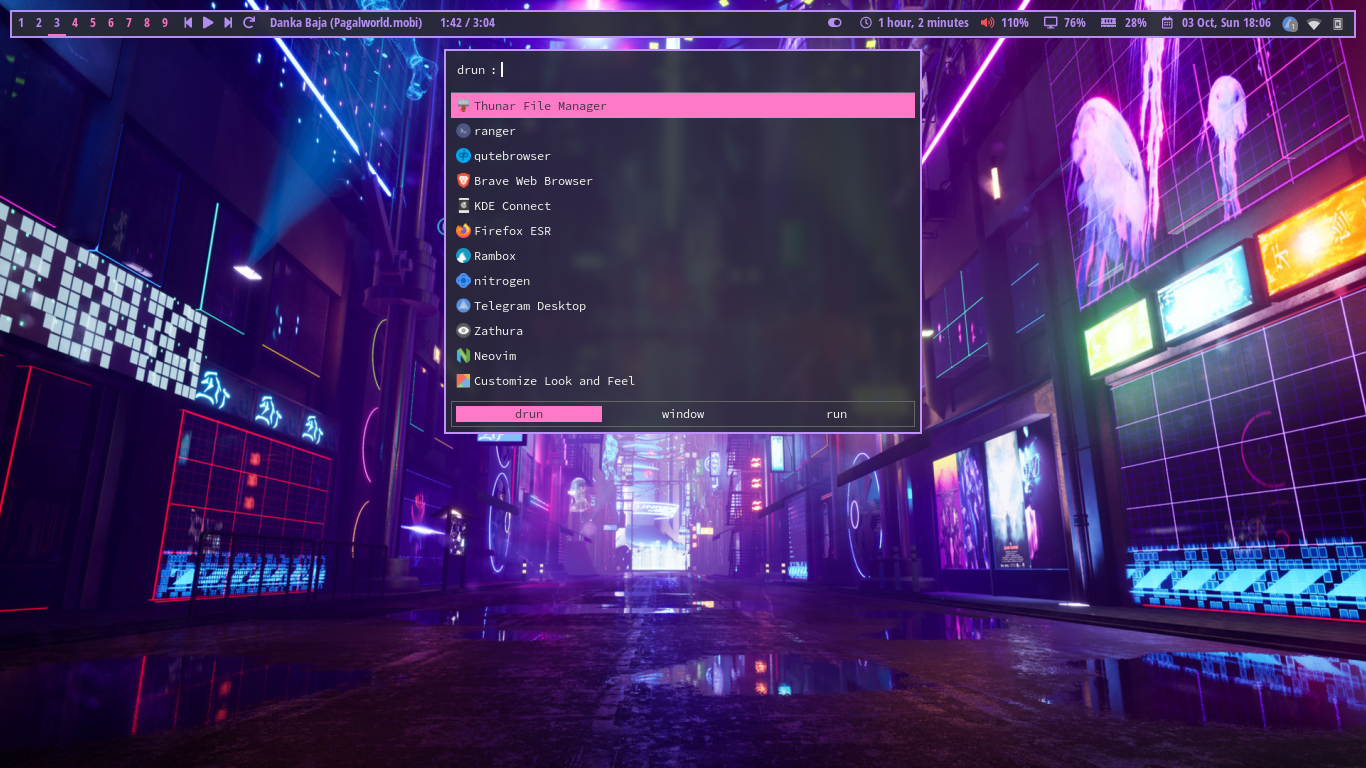 1 2 3 4 5 6 7 8 9 Danka Baja (Pagalworld.mobi) 1:42 / 3:04 1 hour, 2 minutes 110% 76% 28% 03 Oct, Sun 18:06 1
drun :
Thunar File Manager
ranger
qutebrowser
Brave Web Browser
KDE Connect
Firefox ESR
Rambox
nitrogen
Telegram Desktop
Zathura
Neovim
Customize Look and Feel
drun window run